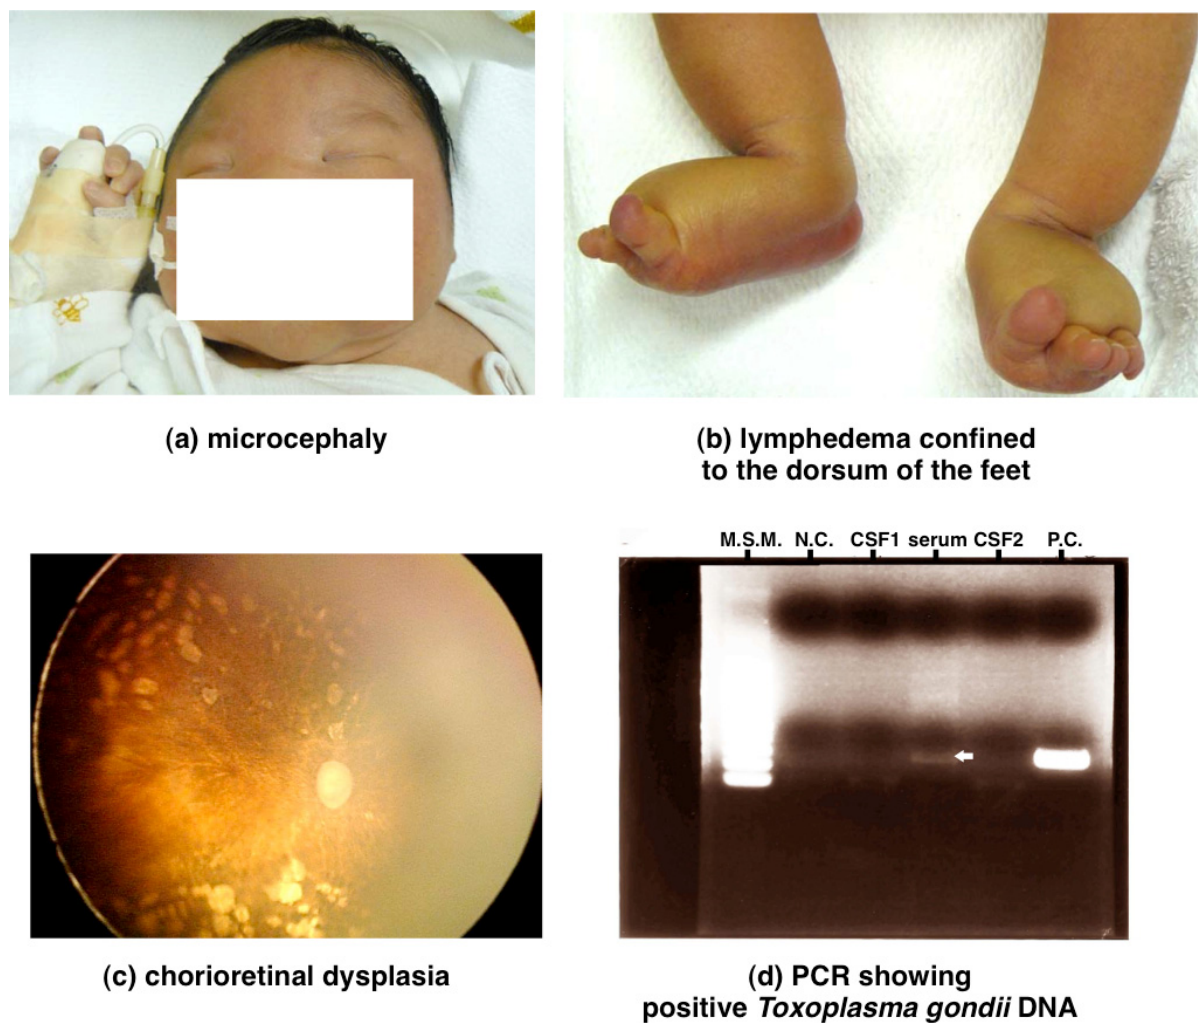 (a) microcephaly
(b) lymphedema confined
to the dorsum of the feet
M.S.M. N.C. CSF1 serum CSF2 P.C.
(c) chorioretinal dysplasia
(d) PCR showing
positive Toxoplasma gondii DNA